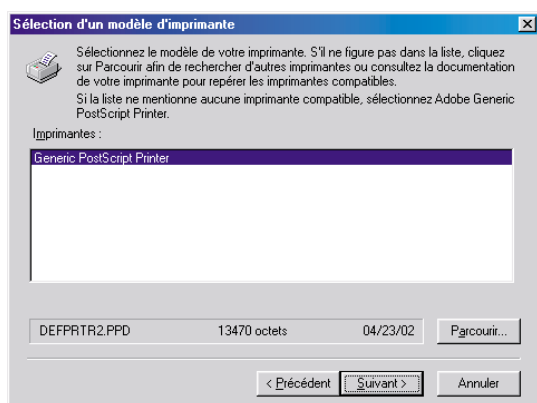 Sélection d'un modèle d'imprimante
Sélectionnez le modèle de votre imprimante. S'il ne figure pas dans la liste, cliquez
sur Parcourir afin de rechercher d'autres imprimantes ou consultez la documentation
de votre imprimante pour repérer les imprimantes compatibles.
Si la liste ne mentionne aucune imprimante compatible, sélectionnez Adobe Generic
PostScript Printer.
Imprimantes :
Generic PostScript Printer
DEFPRTR2.PPD 13470 octets 04/23/02 Parcourir...
< Précédent Suivant > Annuler